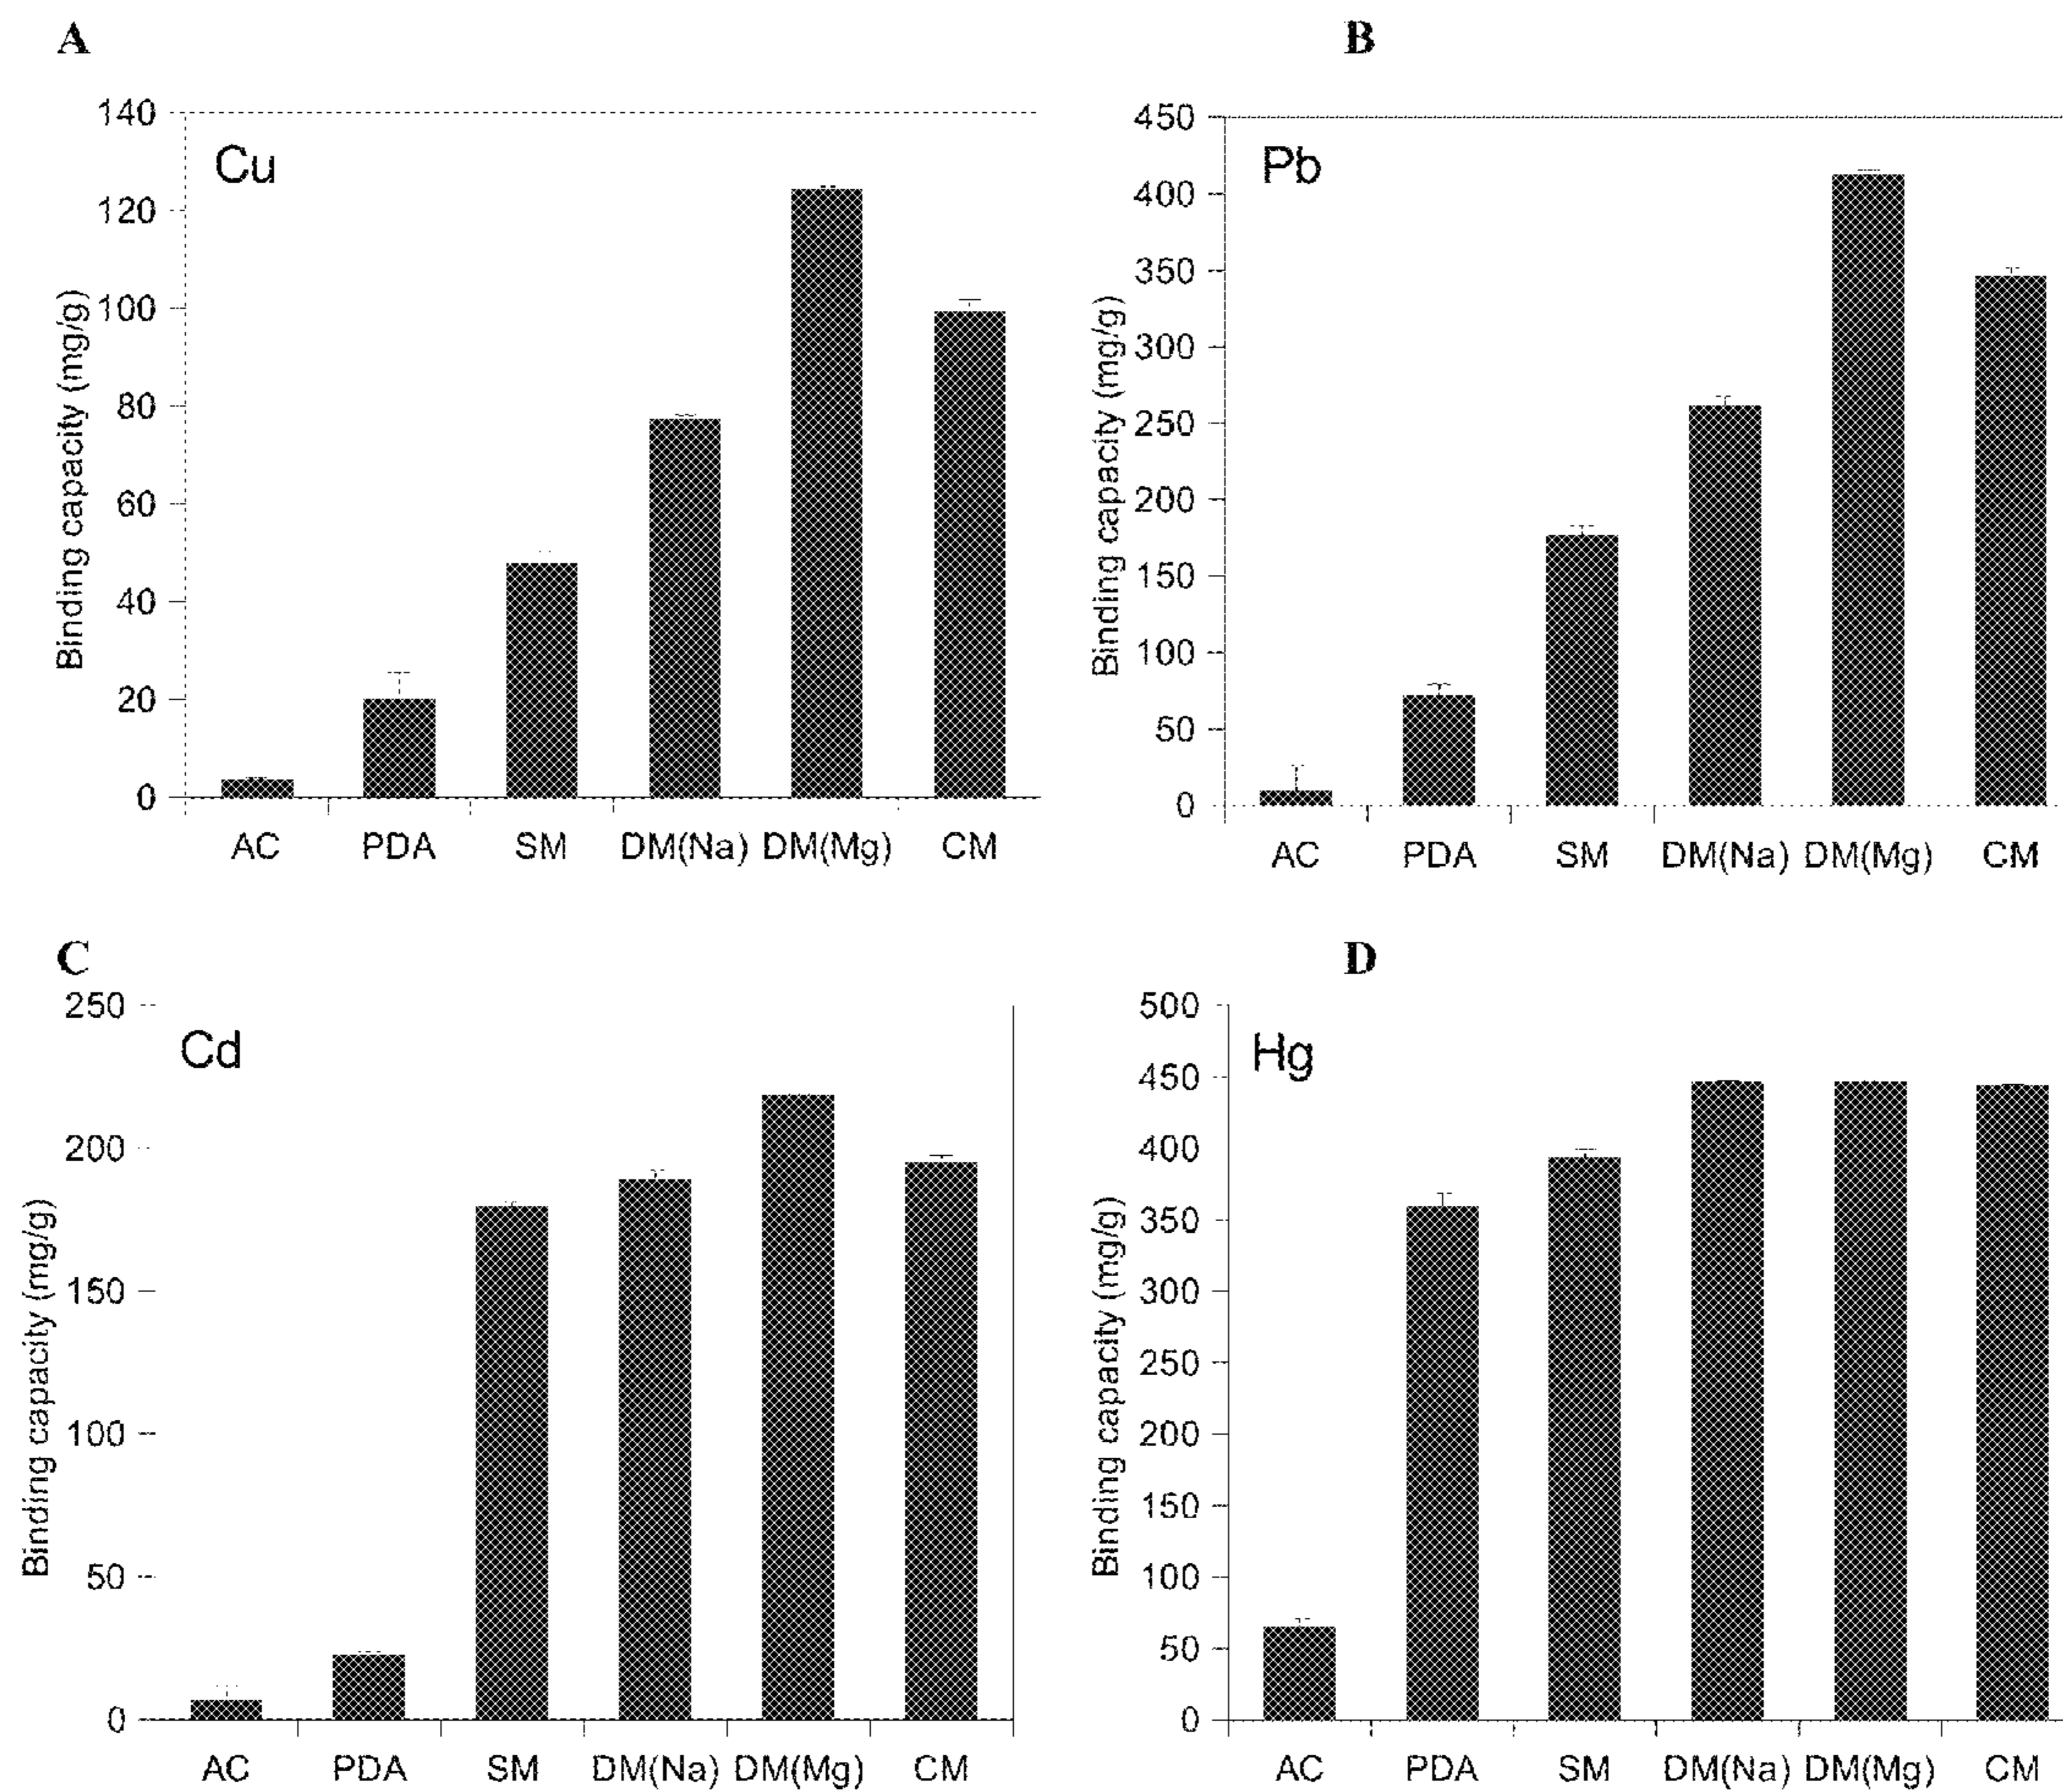 A
Cu
Binding capacity (mg/g)
140
120
100
80
60
40
20
0
AC PDA SM DM(Na) DM(Mg) CM
B
Pb
Binding capacity (mg/g)
450
400
350
300
250
200
150
100
50
0
AC PDA SM DM(Na) DM(Mg) CM
C
Cd
Binding capacity (mg/g)
250
200
150
100
50
0
AC PDA SM DM(Na) DM(Mg) CM
D
Hg
Binding capacity (mg/g)
500
450
400
350
300
250
200
150
100
50
0
AC PDA SM DM(Na) DM(Mg) CM